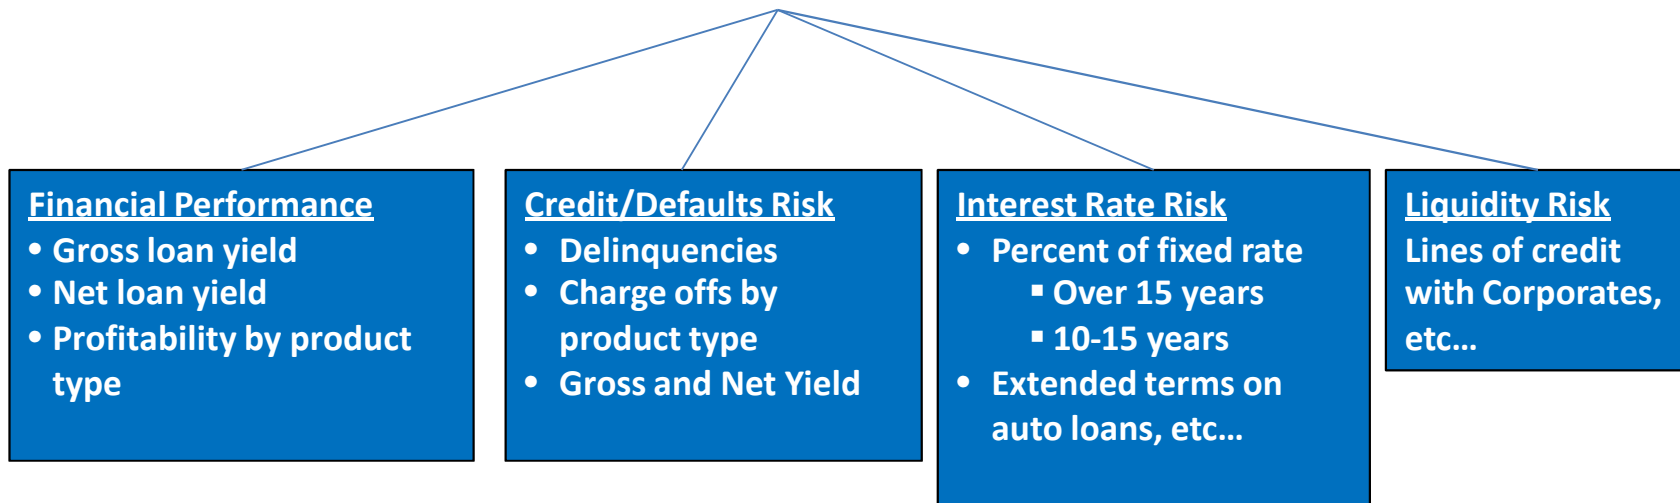 Financial Performance
• Gross loan yield
• Net loan yield
• Profitability by product
type
Credit/Defaults Risk
• Delinquencies
• Charge offs by
product type
• Gross and Net Yield
Interest Rate Risk
• Percent of fixed rate
▪ Over 15 years
▪ 10-15 years
• Extended terms on
auto loans, etc...
Liquidity Risk
Lines of credit
with Corporates,
etc...